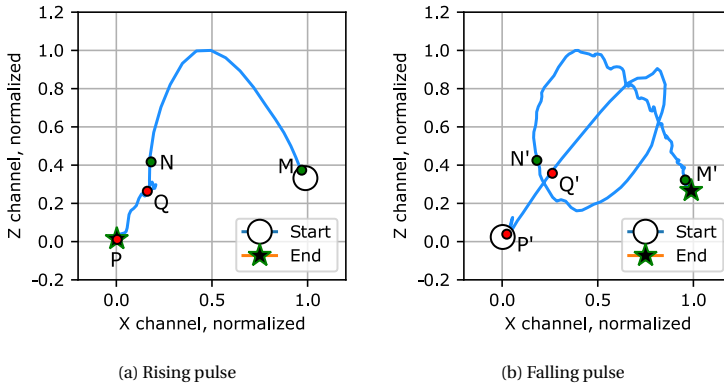 1.2
1.0
0.8
0.6
0.4
0.2
0.0
-0.2
Z channel, normalized
0.0
0.5
1.0
X channel, normalized
M
N
Q
P
Start
End
(a) Rising pulse
1.2
1.0
0.8
0.6
0.4
0.2
0.0
-0.2
Z channel, normalized
0.0
0.5
1.0
X channel, normalized
N'
Q'
M'
P'
Start
End
(b) Falling pulse